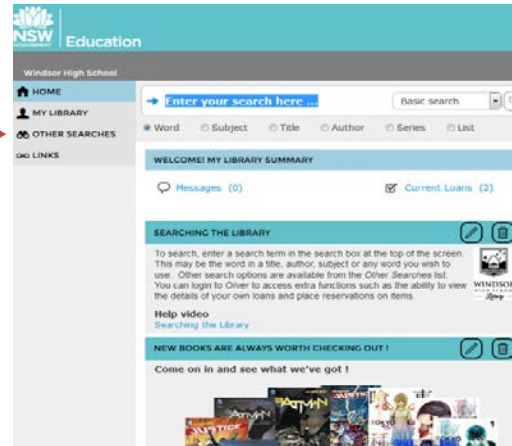 NSW
GOVERNMENT
Education
Windsor High School
HOME
MY LIBRARY
OTHER SEARCHES
LINKS
Enter your search here ...
Basic search
Word Subject Title Author Series List
WELCOME! MY LIBRARY SUMMARY
Messages (0) Current Loans (2)
SEARCHING THE LIBRARY
To search, enter a search term in the search box at the top of the screen.
This may be the word in a title, author, subject or any word you wish to
use. Other search options are available from the Other Searches list.
You can login to Oliver to access extra functions such as the ability to view
the details of your own loans and place reservations on items.
WINDSOR
Library
Help video
Searching the Library
NEW BOOKS ARE ALWAYS WORTH CHECKING OUT !
Come on in and see what we've got !
JUSTICE
BATMAN
BATMAN
JUSTICE
TOKYO
TOKYO